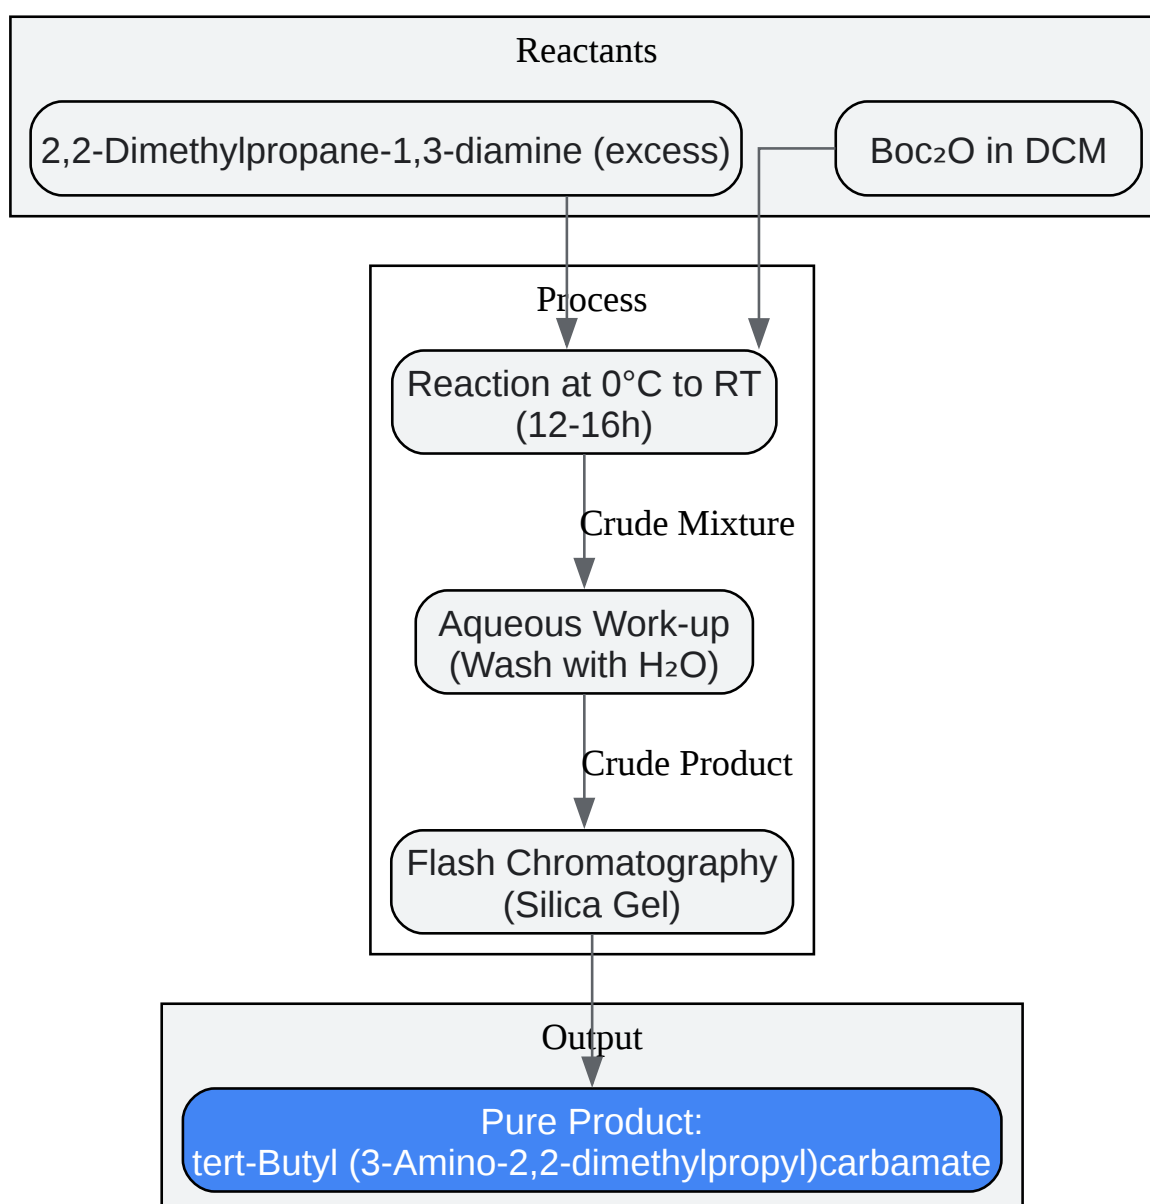 Reactants
2,2-Dimethylpropane-1,3-diamine (excess)
Boc₂O in DCM
Process
Reaction at 0°C to RT
(12-16h)
Crude Mixture
Aqueous Work-up
(Wash with H₂O)
Crude Product
Flash Chromatography
(Silica Gel)
Output
Pure Product:
tert-Butyl (3-Amino-2,2-dimethylpropyl)carbamate